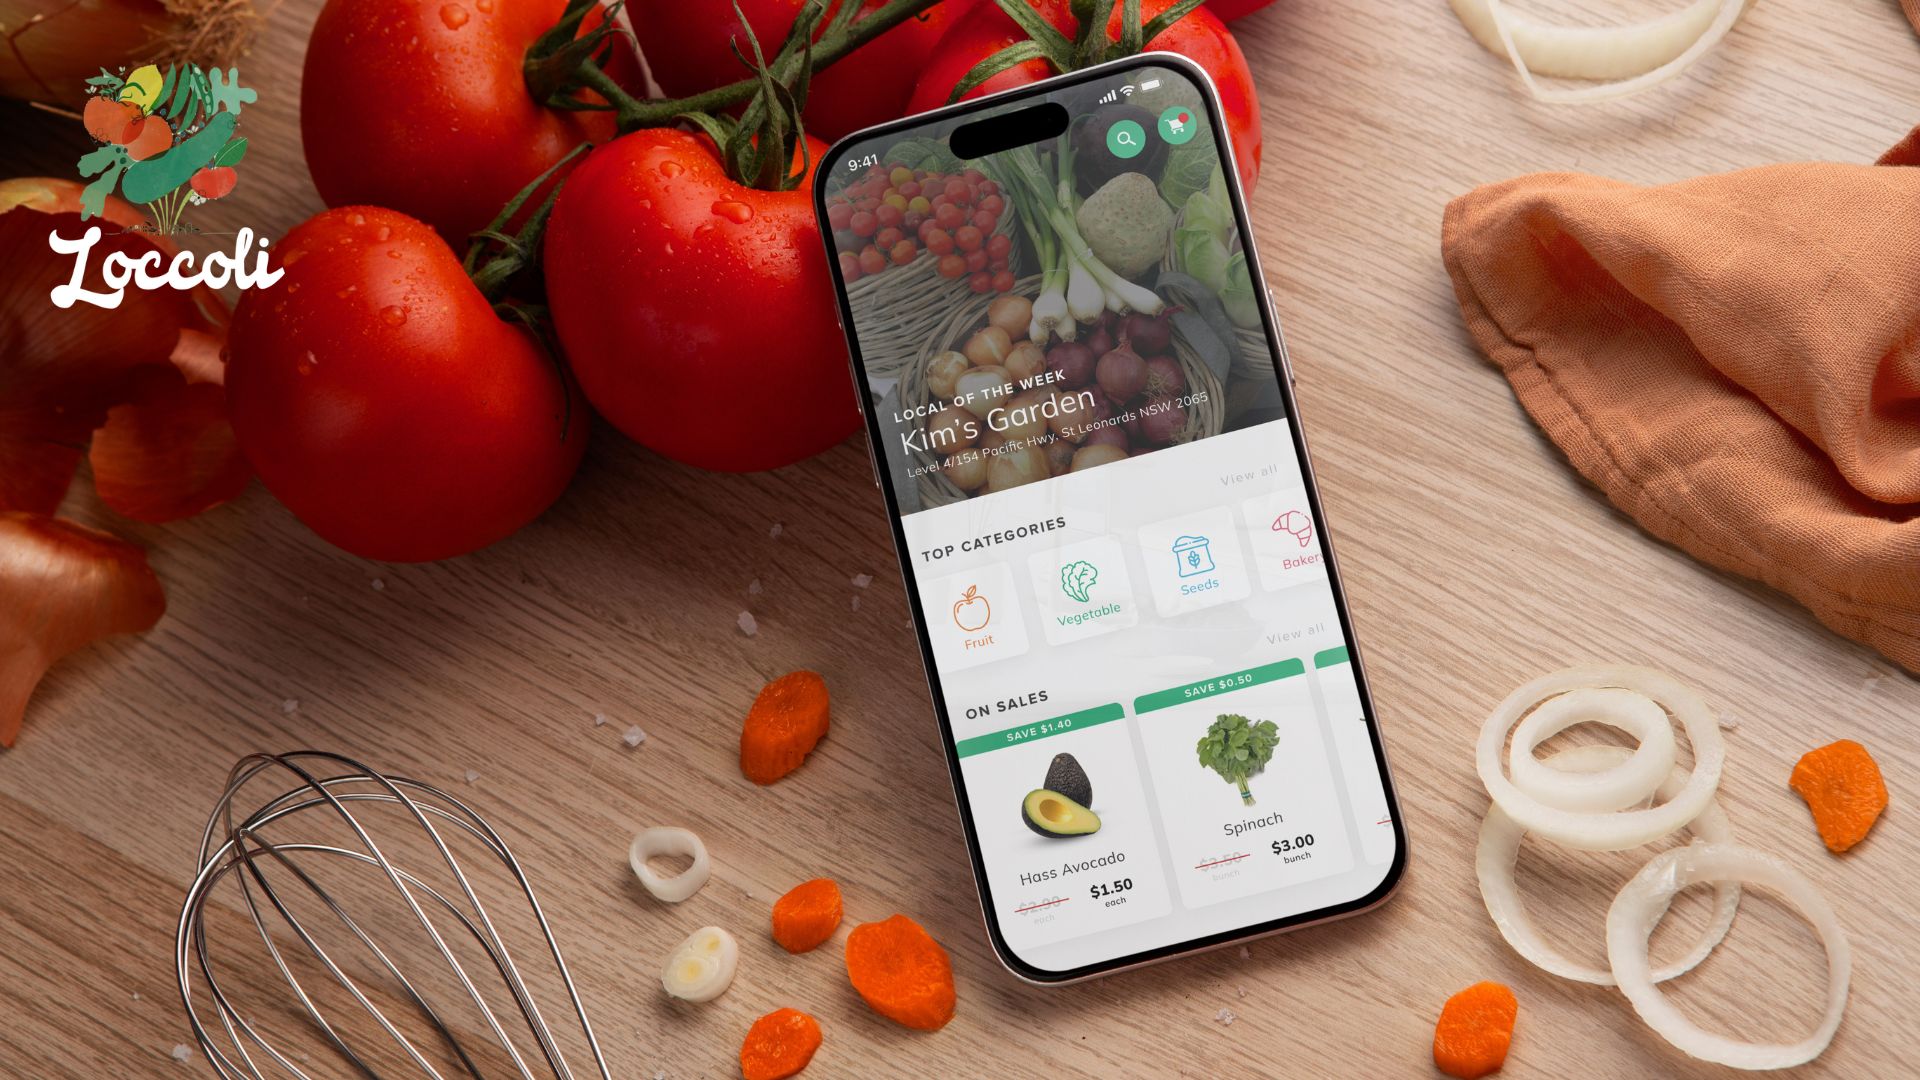 Loccoli
9:41
LOCAL OF THE WEEK
Kim's Garden
Level 4/154 Pacific Hwy, St Leonards NSW 2065
View all
TOP CATEGORIES
Fruit
Vegetable
Seeds
Bakery
View all
ON SALES
SAVE $1.40
SAVE $0.50
Hass Avocado
$2.90
each
$1.50
each
Spinach
$3.50
bunch
$3.00
bunch